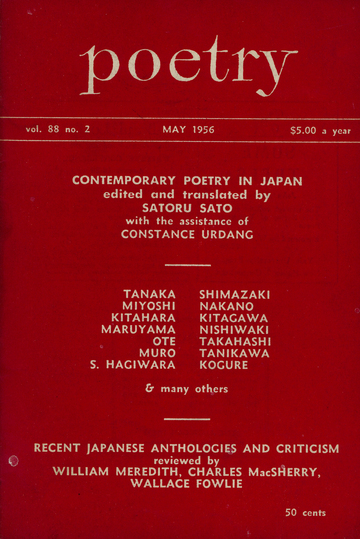 poetry
vol. 88 no. 2 MAY 1956 $5.00 a year
CONTEMPORARY POETRY IN JAPAN
edited and translated by
SATORU SATO
with the assistance of
CONSTANCE URDANG
TANAKA SHIMAZAKI
MIYOSHI NAKANO
KITAHARA KITAGAWA
MARUYAMA NISHIWAKI
OTE TAKAHASHI
MURO TANIKAWA
S. HAGIWARA KOGURE
& many others
RECENT JAPANESE ANTHOLOGIES AND CRITICISM
reviewed by
WILLIAM MEREDITH, CHARLES MacSHERRY,
WALLACE FOWLIE
50 cents